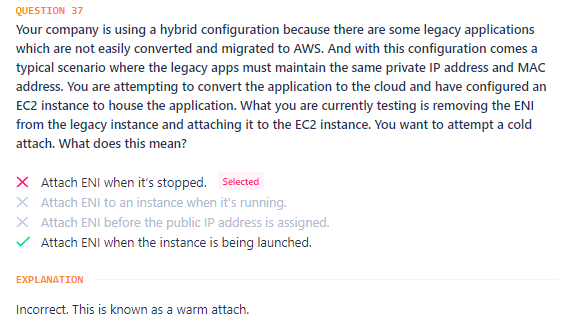 QUESTION 37
Your company is using a hybrid configuration because there are some legacy applications
which are not easily converted and migrated to AWS. And with this configuration comes a
typical scenario where the legacy apps must maintain the same private IP address and MAC
address. You are attempting to convert the application to the cloud and have configured an
EC2 instance to house the application. What you are currently testing is removing the ENI
from the legacy instance and attaching it to the EC2 instance. You want to attempt a cold
attach. What does this mean?
Attach ENI when it's stopped. Selected
Attach ENI to an instance when it's running.
Attach ENI before the public IP address is assigned.
Attach ENI when the instance is being launched.
EXPLANATION
Incorrect. This is known as a warm attach.